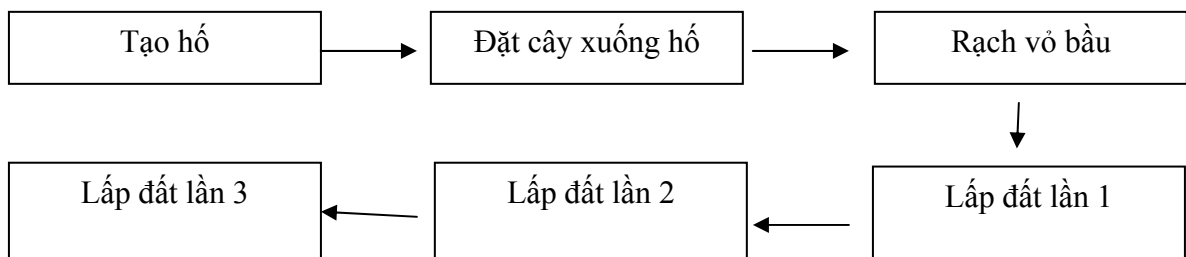 Tạo hố
Đặt cây xuống hố
Rạch vỏ bầu
Lấp đất lần 1
Lấp đất lần 2
Lấp đất lần 3